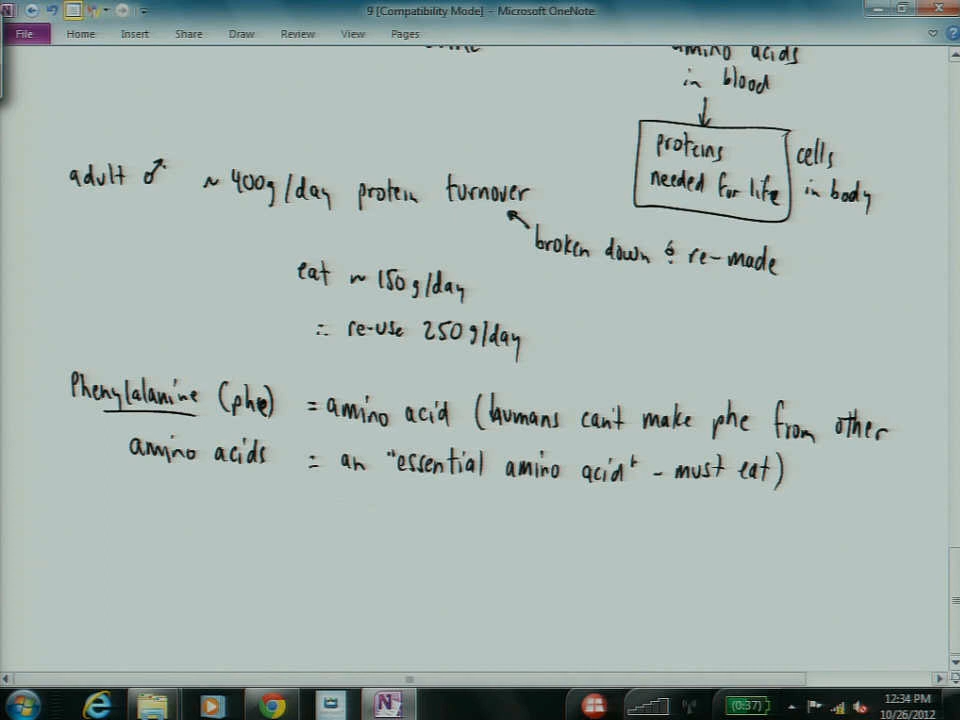 9 [Compatibility Mode] - Microsoft OneNote
File Home Insert Share Draw Review View Pages
amino acids
in blood
proteins
needed for life
cells
in body
adult ♂ ~ 400g/day protein turnover
broken down & re-made
eat ~ 150g/day
∴ re-use 250g/day
Phenylalanine (phe) = amino acid (humans can't make phe from other
amino acids = an "essential amino acid" - must eat)
(0:37)
12:34 PM
10/26/2012